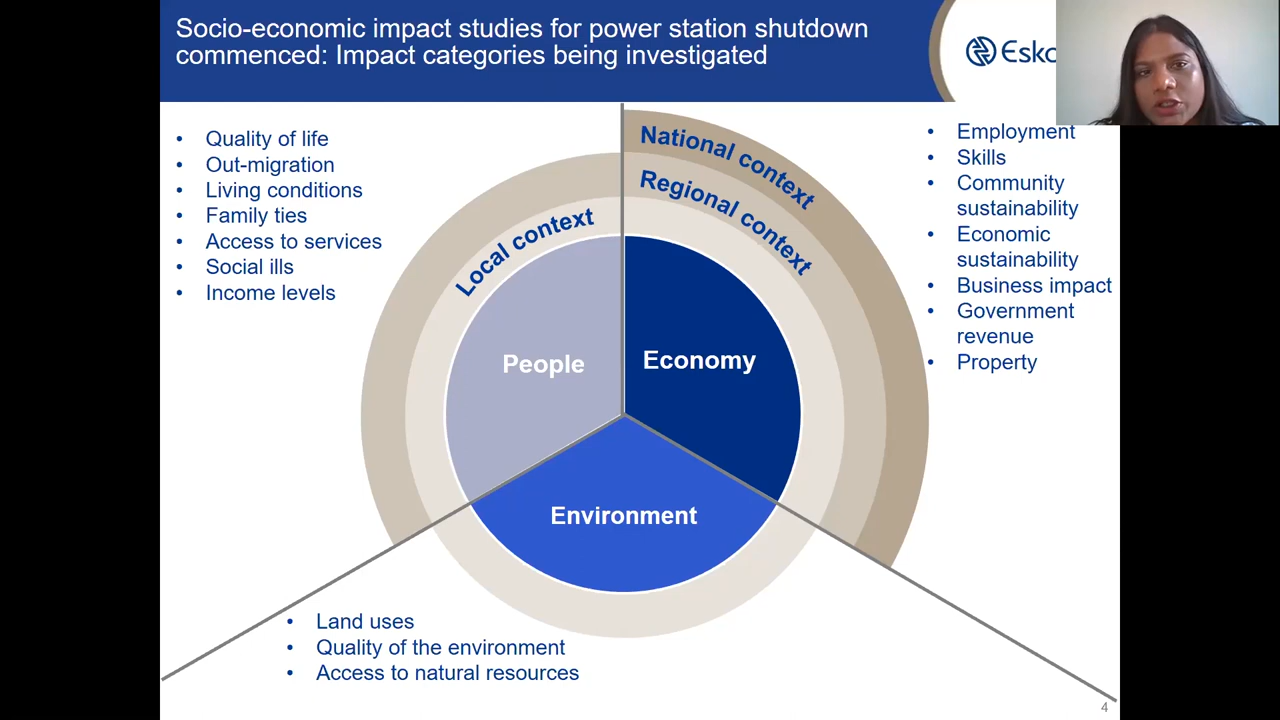 Socio-economic impact studies for power station shutdown
commenced: Impact categories being investigated
Esko
• Quality of life
• Out-migration
• Living conditions
• Family ties
• Access to services
• Social ills
• Income levels
National context
Regional context
Local context
People
Economy
Environment
• Employment
• Skills
• Community
sustainability
• Economic
sustainability
• Business impact
• Government
revenue
• Property
• Land uses
• Quality of the environment
• Access to natural resources
4